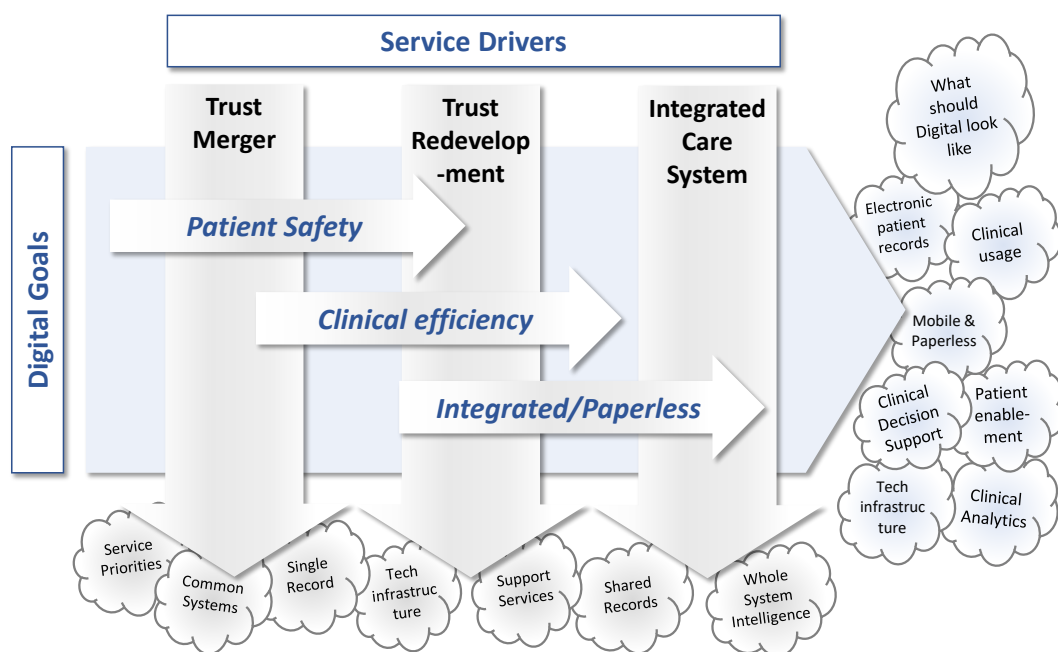 Service Drivers
Trust
Merger
Trust
Redevelop
-ment
Integrated
Care
System
Digital Goals
Patient Safety
Clinical efficiency
Integrated/Paperless
What
should
Digital look
like
Electronic
patient
records
Clinical
usage
Mobile &
Paperless
Clinical
Decision
Support
Patient
enable-
ment
Tech
infrastruc
ture
Clinical
Analytics
Service
Priorities
Common
Systems
Single
Record
Tech
infrastruc
ture
Support
Services
Shared
Records
Whole
System
Intelligence